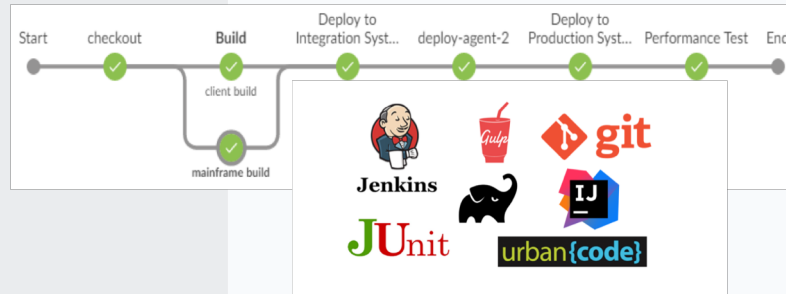 Start
checkout
Build
Deploy to
Integration Syst...
deploy-agent-2
Deploy to
Production Syst...
Performance Test
client build
mainframe build
Jenkins
Gulp
git
IJ
JUnit
urban{code}